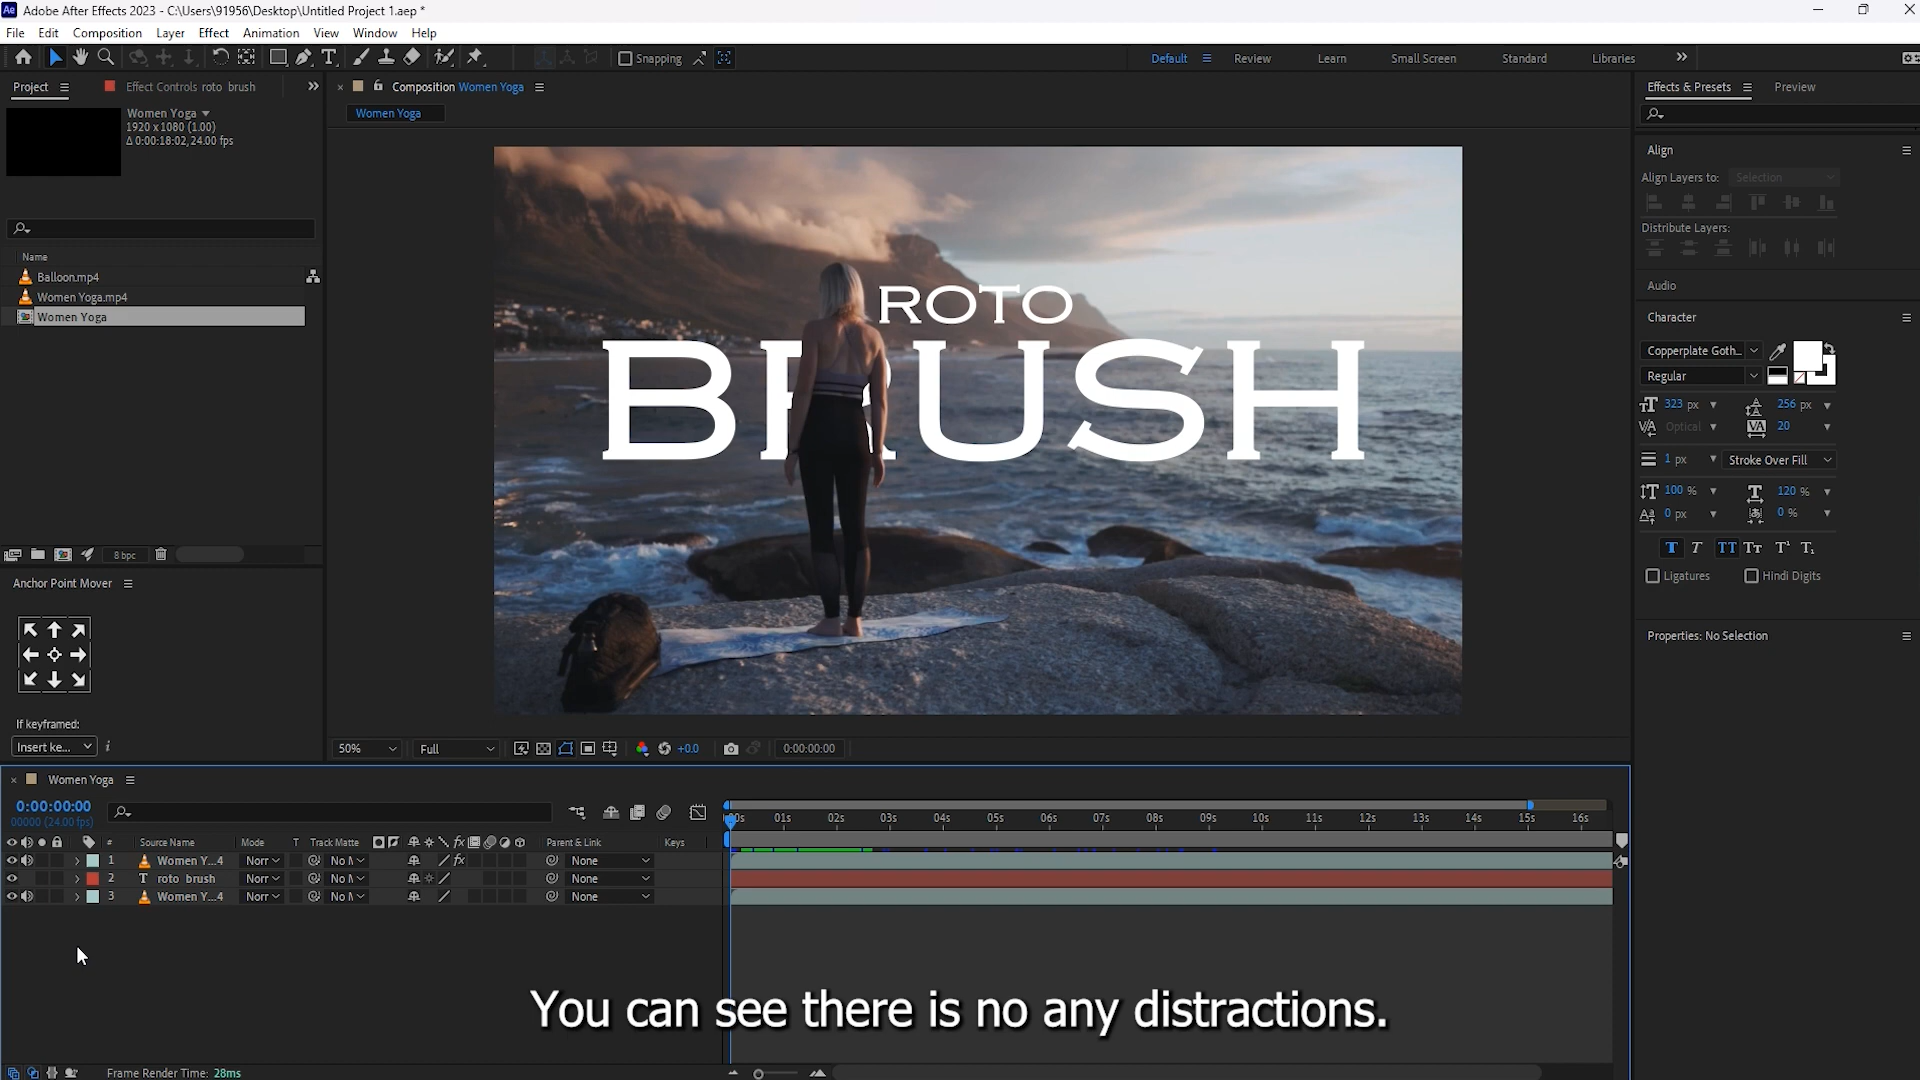 Ae Adobe After Effects 2023 - C:\Users\91956\Desktop\Untitled Project 1.aep *
File Edit Composition Layer Effect Animation View Window Help
Snapping Default Review Learn Small Screen Standard Libraries
Project Effect Controls roto brush Composition Women Yoga Effects & Presets Preview
Women Yoga
1920 x 1080 (1.00)
Δ 0:00:18:02, 24.00 fps
Women Yoga
Align
Align Layers to: Selection
Distribute Layers:
Name
Balloon.mp4
Women Yoga.mp4
Women Yoga
ROTO
BRUSH
Audio
Character
Copperplate Goth...
Regular
323 px 256 px
Optical 20
1 px Stroke Over Fill
100 % 120 %
0 px 0 %
T T TT Tt T¹ T₁
Ligatures Hindi Digits
Properties: No Selection
8 bpc
Anchor Point Mover
If keyframed:
Insert ke... i
50% Full +0.0 0:00:00:00
Women Yoga
0:00:00:00
00000 (24.00 fps)
00s 01s 02s 03s 04s 05s 06s 07s 08s 09s 10s 11s 12s 13s 14s 15s 16s
# Source Name Mode T Track Matte fx Parent & Link Keys
1 Women Y...4 Norr No M fx None
2 T roto brush Norr No M None
3 Women Y...4 Norr No M None
You can see there is no any distractions.
Frame Render Time: 28ms